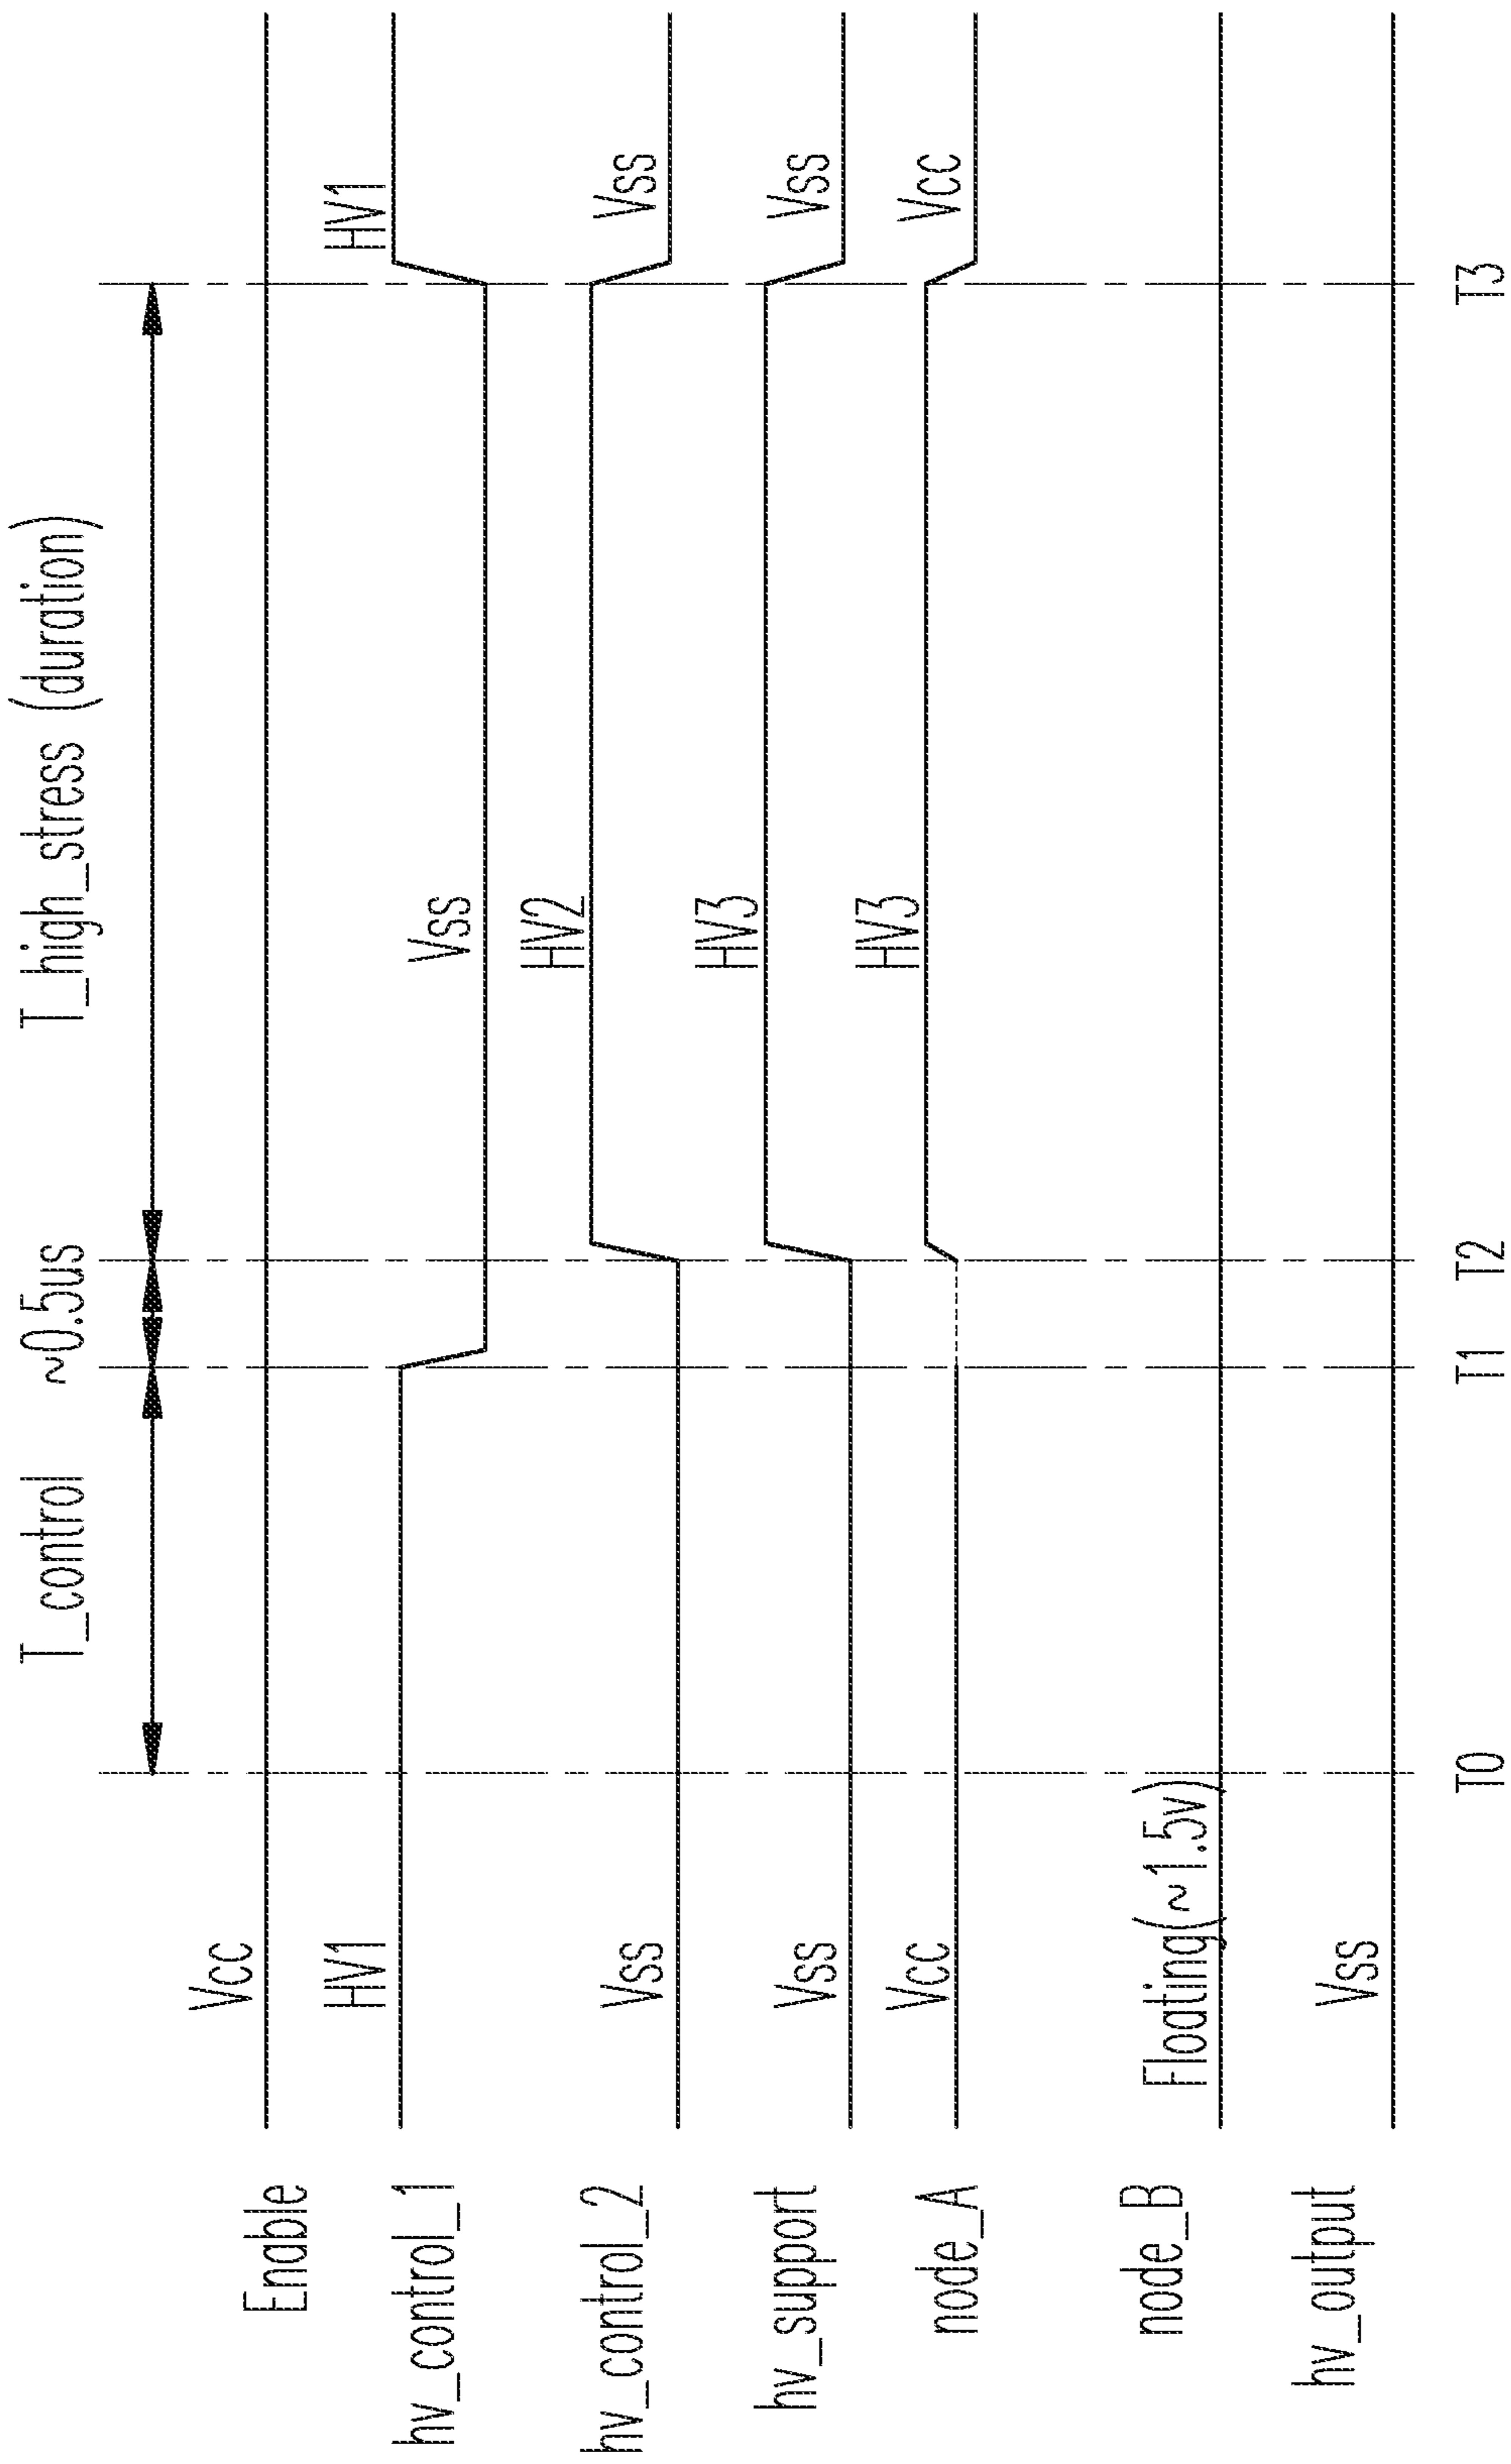 T_control ~0.5us T_high_stress (duration)
Enable Vcc
hv_control_1 HV1 Vss HV1
hv_control_2 Vss HV2 Vss
hv_support Vss HV3 Vss
node_A Vcc HV3 Vcc
node_B Floating(~1.5v)
hv_output Vss
T0 T1 T2 T3